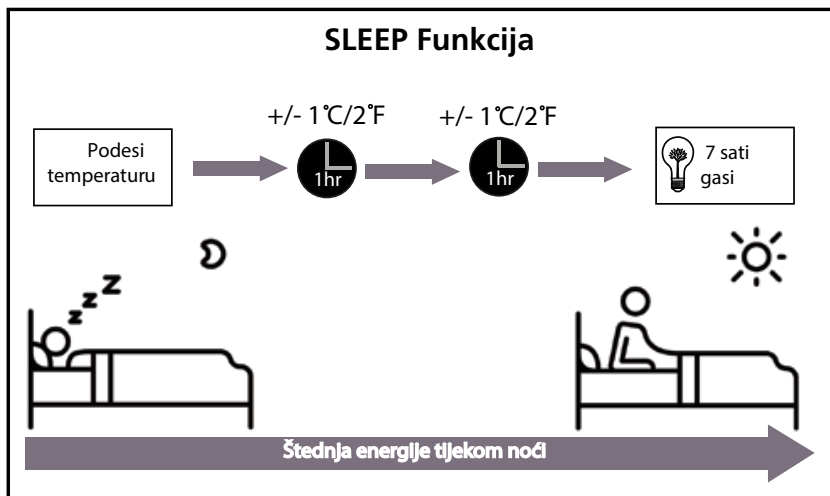 SLEEP Funkcija
+/- 1°C/2°F
+/- 1°C/2°F
Podesi
temperaturu
1hr
1hr
7 sati
gasi
z z Z
Štednja energije tijekom noći